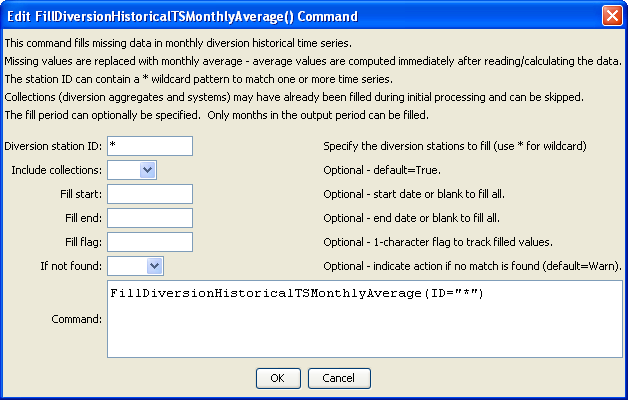 Edit FillDiversionHistoricalTSMonthlyAverage() Command
This command fills missing data in monthly diversion historical time series.
Missing values are replaced with monthly average - average values are computed immediately after reading/calculating the data.
The station ID can contain a * wildcard pattern to match one or more time series.
Collections (diversion aggregates and systems) may have already been filled during initial processing and can be skipped.
The fill period can optionally be specified.  Only months in the output period can be filled.
Diversion station ID: * Specify the diversion stations to fill (use * for wildcard)
Include collections: Optional - default=True.
Fill start: Optional - start date or blank to fill all.
Fill end: Optional - end date or blank to fill all.
Fill flag: Optional - 1-character flag to track filled values.
If not found: Optional - indicate action if no match is found (default=Warn).
Command: FillDiversionHistoricalTSMonthlyAverage(ID="*")
OK Cancel